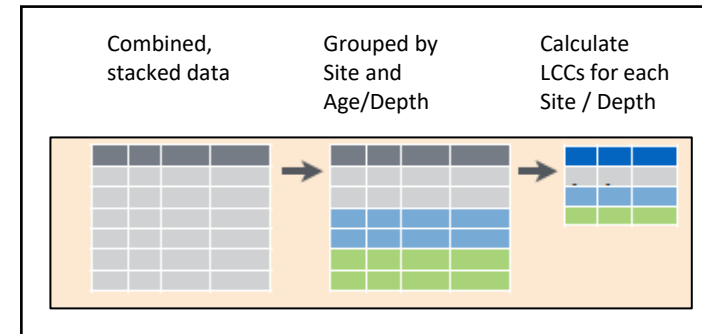 Combined,
stacked data
Grouped by
Site and
Age/Depth
Calculate
LCCs for each
Site / Depth